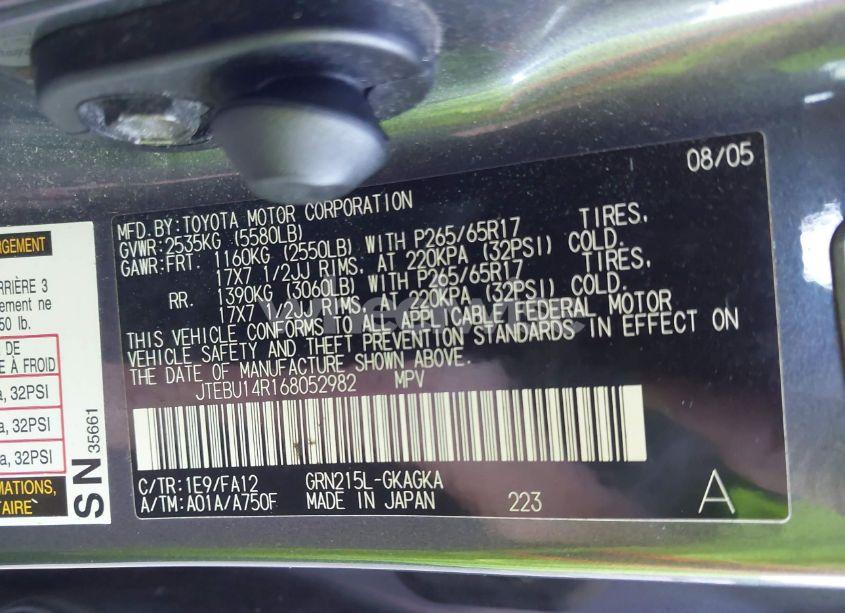 08/05
MFD. BY: TOYOTA MOTOR CORPORATION
GVWR: 2535KG (5580LB)
GAWR: FRT. 1160KG (2550LB) WITH P265/65R17 TIRES,
17X7 1/2JJ RIMS, AT 220KPA (32PSI) COLD.
RR. 1390KG (3060LB) WITH P265/65R17 TIRES,
17X7 1/2JJ RIMS, AT 220KPA (32PSI) COLD.
THIS VEHICLE CONFORMS TO ALL APPLICABLE FEDERAL MOTOR
VEHICLE SAFETY AND THEFT PREVENTION STANDARDS IN EFFECT ON
THE DATE OF MANUFACTURE SHOWN ABOVE.
JTEBU14R168052982 MPV
C/TR: 1E9/FA12 GRN215L-GKAGKA
A/TM: A01A/A750F MADE IN JAPAN 223 A
ARGEMENT
RRIÈRE 3
ement ne
50 lb.
DE
E À FROID
a, 32PSI
a, 32PSI
a, 32PSI
MATIONS,
TAIRE
SN 35661